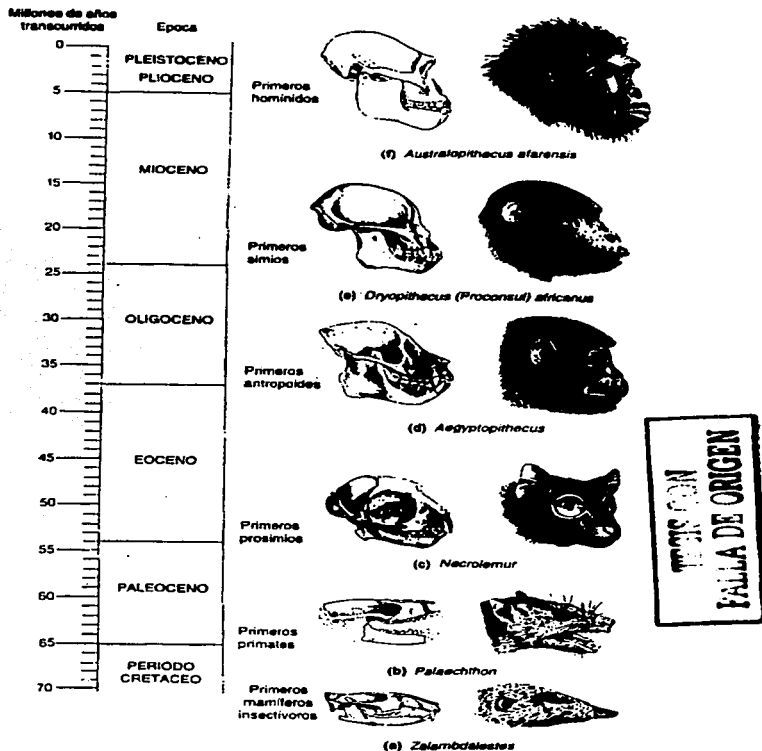 Millones de años
transcurridos
Epoca
0
5
10
15
20
25
30
35
40
45
50
55
60
65
70
PLEISTOCENO
PLIOCENO
MIOCENO
OLIGOCENO
EOCENO
PALEOCENO
PERIODO
CRETACEO
Primeros
homínidos
(f) Australopithecus afarensis
Primeros
simios
(e) Dryopithecus (Proconsul) africanus
Primeros
antropoides
(d) Aegyptopithecus
Primeros
prosimios
(c) Necrolemur
Primeros
primates
(b) Palaechthon
Primeros
mamíferos
insectívoros
(a) Zalambdalestes
TESIS CON
FALLA DE ORIGEN